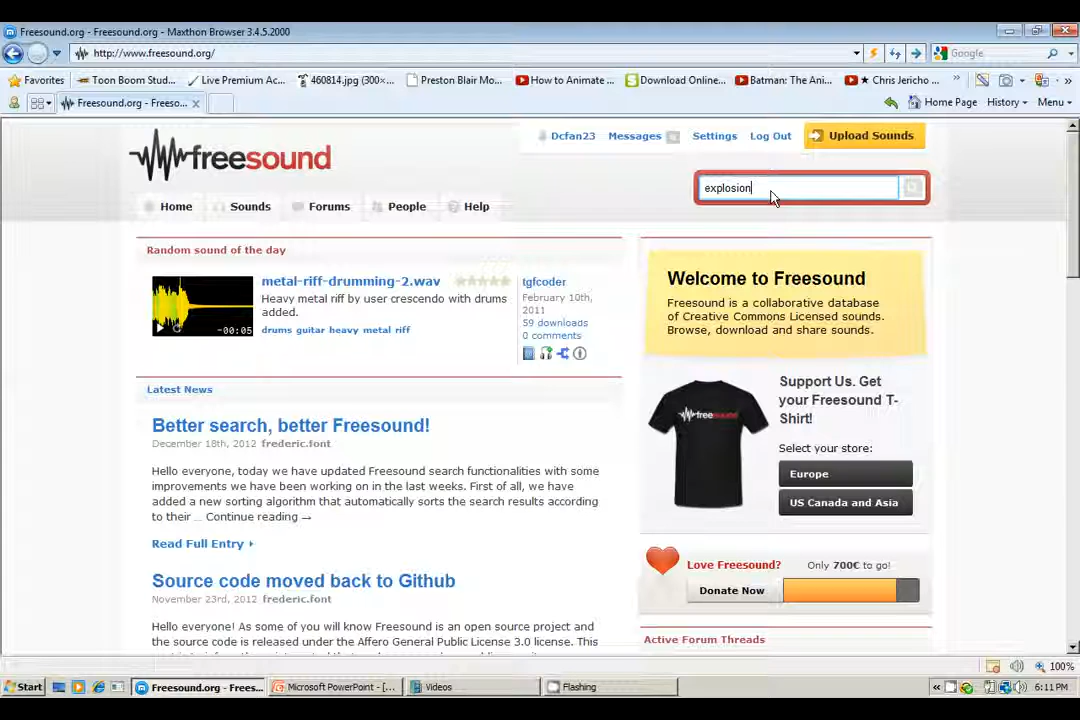 Freesound.org - Freesound.org - Maxthon Browser 3.4.5.2000
http://www.freesound.org/
Google
Favorites
Toon Boom Stud...
Live Premium Ac...
460814.jpg (300×...
Preston Blair Mo...
How to Animate ...
Download Online...
Batman: The Ani...
★ Chris Jericho ...
Freesound.org - Freeso...
Home Page
History
Menu
freesound
Dcfan23
Messages
Settings
Log Out
Upload Sounds
explosion
Home
Sounds
Forums
People
Help
Random sound of the day
metal-riff-drumming-2.wav
Heavy metal riff by user crescendo with drums
added.
drums guitar heavy metal riff
-00:05
tgfcoder
February 10th,
2011
59 downloads
0 comments
Welcome to Freesound
Freesound is a collaborative database
of Creative Commons Licensed sounds.
Browse, download and share sounds.
Latest News
Better search, better Freesound!
December 18th, 2012 frederic.font
Hello everyone, today we have updated Freesound search functionalities with some
improvements we have been working on in the last weeks. First of all, we have
added a new sorting algorithm that automatically sorts the search results according
to their ... Continue reading →
Read Full Entry
Source code moved back to Github
November 23rd, 2012 frederic.font
Hello everyone! As some of you will know Freesound is an open source project and
the source code is released under the Affero General Public License 3.0 license. This
freesound
Support Us. Get
your Freesound T-
Shirt!
Select your store:
Europe
US Canada and Asia
Love Freesound?
Only 700€ to go!
Donate Now
Active Forum Threads
100%
Start
Freesound.org - Frees...
Microsoft PowerPoint - [...
Videos
Flashing
6:11 PM